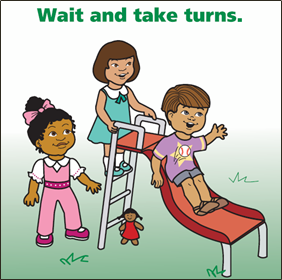 Wait and take turns.